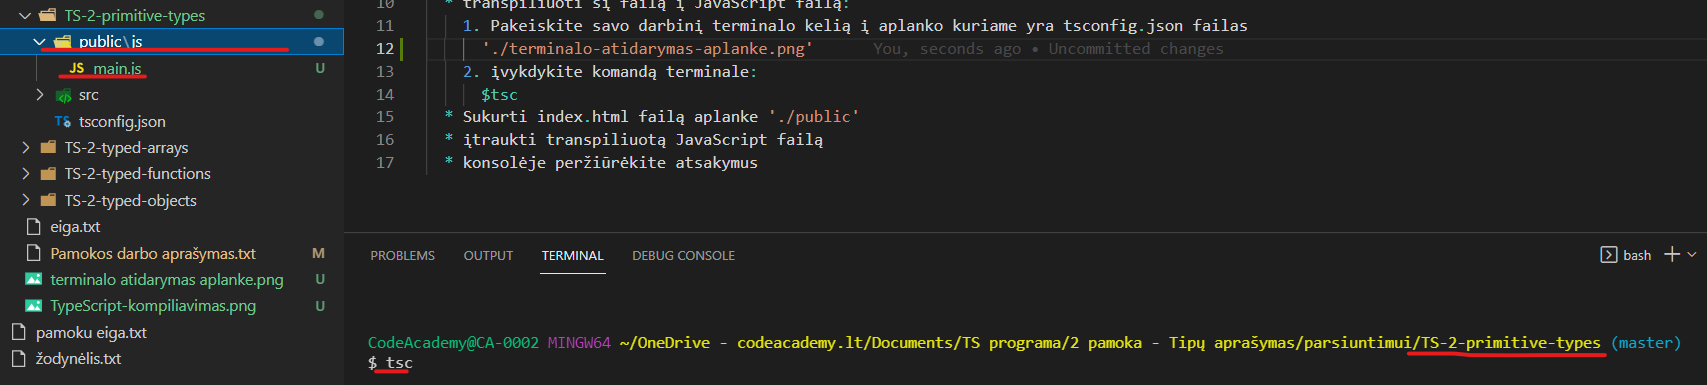 TS-2-primitive-types
public\js
JS main.js U
src
TS tsconfig.json
TS-2-typed-arrays
TS-2-typed-functions
TS-2-typed-objects
eiga.txt
Pamokos darbo aprašymas.txt M
terminalo atidarymas aplanke.png U
TypeScript-kompiliavimas.png U
pamoku eiga.txt
žodynėlis.txt
10 * transpiliuoti šį failą į JavaScript failą:
11 1. Pakeiskite savo darbinį terminalo kelią į aplanko kuriame yra tsconfig.json failas
12 './terminalo-atidarymas-aplanke.png' You, seconds ago • Uncommitted changes
13 2. įvykdykite komandą terminale:
14 $tsc
15 * Sukurti index.html failą aplanke './public'
16 * įtraukti transpiliuotą JavaScript failą
17 * konsolėje peržiūrėkite atsakymus
PROBLEMS OUTPUT TERMINAL DEBUG CONSOLE bash
CodeAcademy@CA-0002 MINGW64 ~/OneDrive - codeacademy.lt/Documents/TS programa/2 pamoka - Tipų aprašymas/parsiuntimui/TS-2-primitive-types (master)
$ tsc